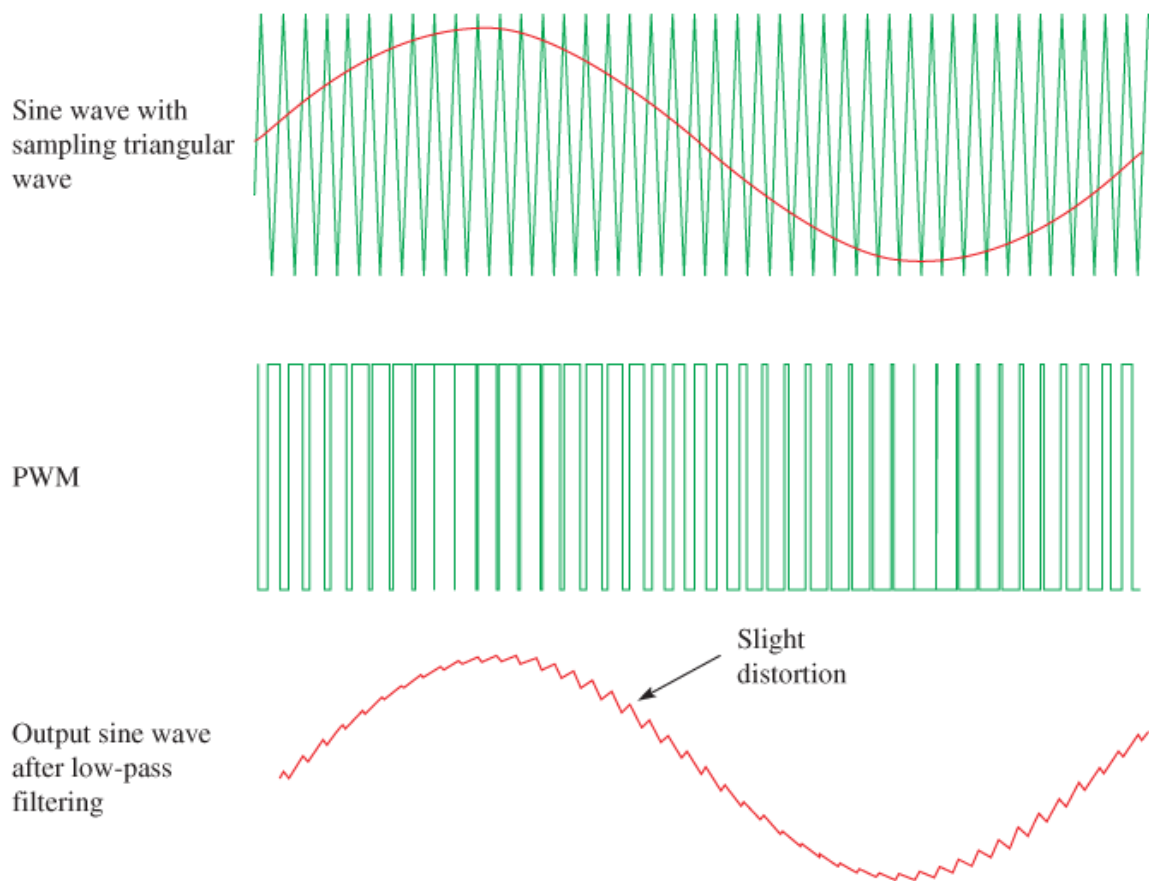 Sine wave with
sampling triangular
wave
PWM
Slight
distortion
Output sine wave
after low-pass
filtering